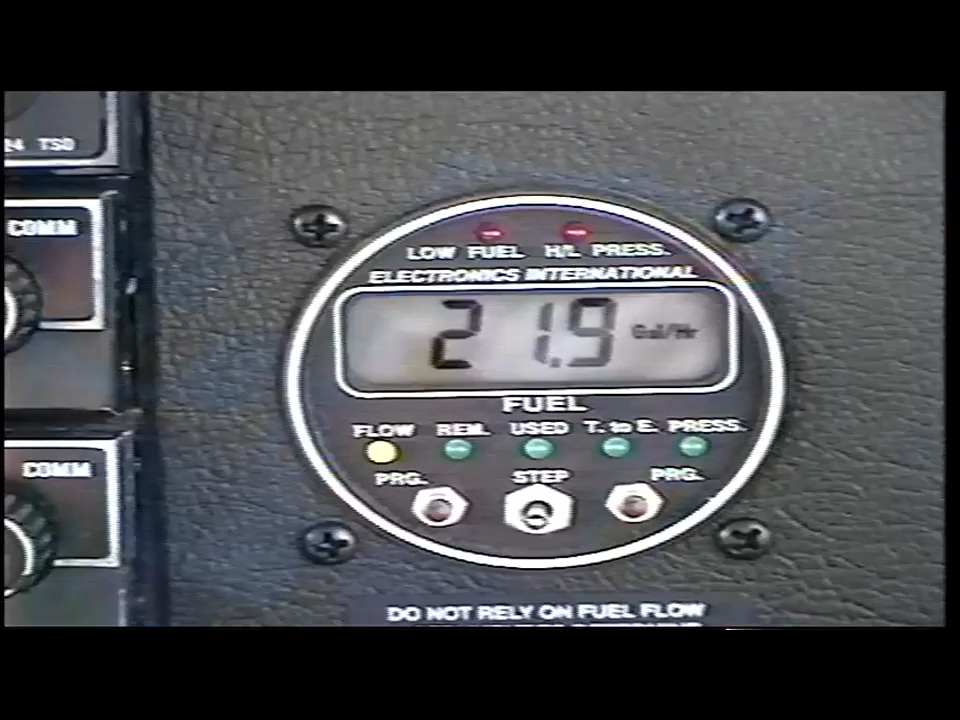 TSO
COMM
COMM
LOW FUEL H/L PRESS.
ELECTRONICS INTERNATIONAL
21.9 Gal/Hr
FUEL
FLOW REM. USED T. to E. PRESS.
PRG. STEP PRG.
DO NOT RELY ON FUEL FLOW